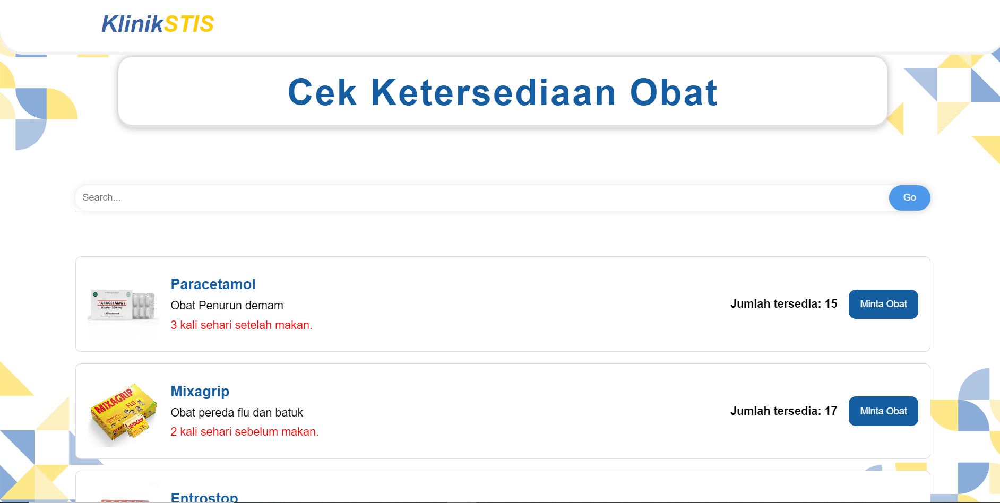 KlinikSTIS
Cek Ketersediaan Obat
Search...
Go
Paracetamol
Obat Penurun demam
3 kali sehari setelah makan.
Jumlah tersedia: 15
Minta Obat
PARACETAMOL
Kaplet 500 mg
Mixagrip
Obat pereda flu dan batuk
2 kali sehari sebelum makan.
Jumlah tersedia: 17
Minta Obat
MIXAGRIP
FLU
MIXAGRIP
Entrostop